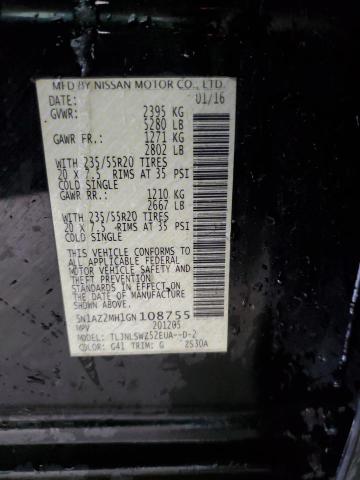 MFD BY NISSAN MOTOR CO., LTD.
DATE: 01/16
GVWR: 2395 KG
5280 LB
GAWR FR.: 1271 KG
2802 LB
WITH 235/55R20 TIRES
20 X 7.5 RIMS AT 35 PSI
COLD SINGLE
GAWR RR.: 1210 KG
2667 LB
WITH 235/55R20 TIRES
20 X 7.5 RIMS AT 35 PSI
COLD SINGLE
THIS VEHICLE CONFORMS TO
ALL APPLICABLE U.S. FEDERAL
MOTOR VEHICLE SAFETY AND
THEFT PREVENTION STANDARDS
IN EFFECT ON THE DATE OF
MANUFACTURE SHOWN ABOVE.
5N1AZ2MH1GN108755
MPV 201205
MODEL: TLJNLSWZ52EUA--D-2
COLOR: G41 TRIM: G 2530A